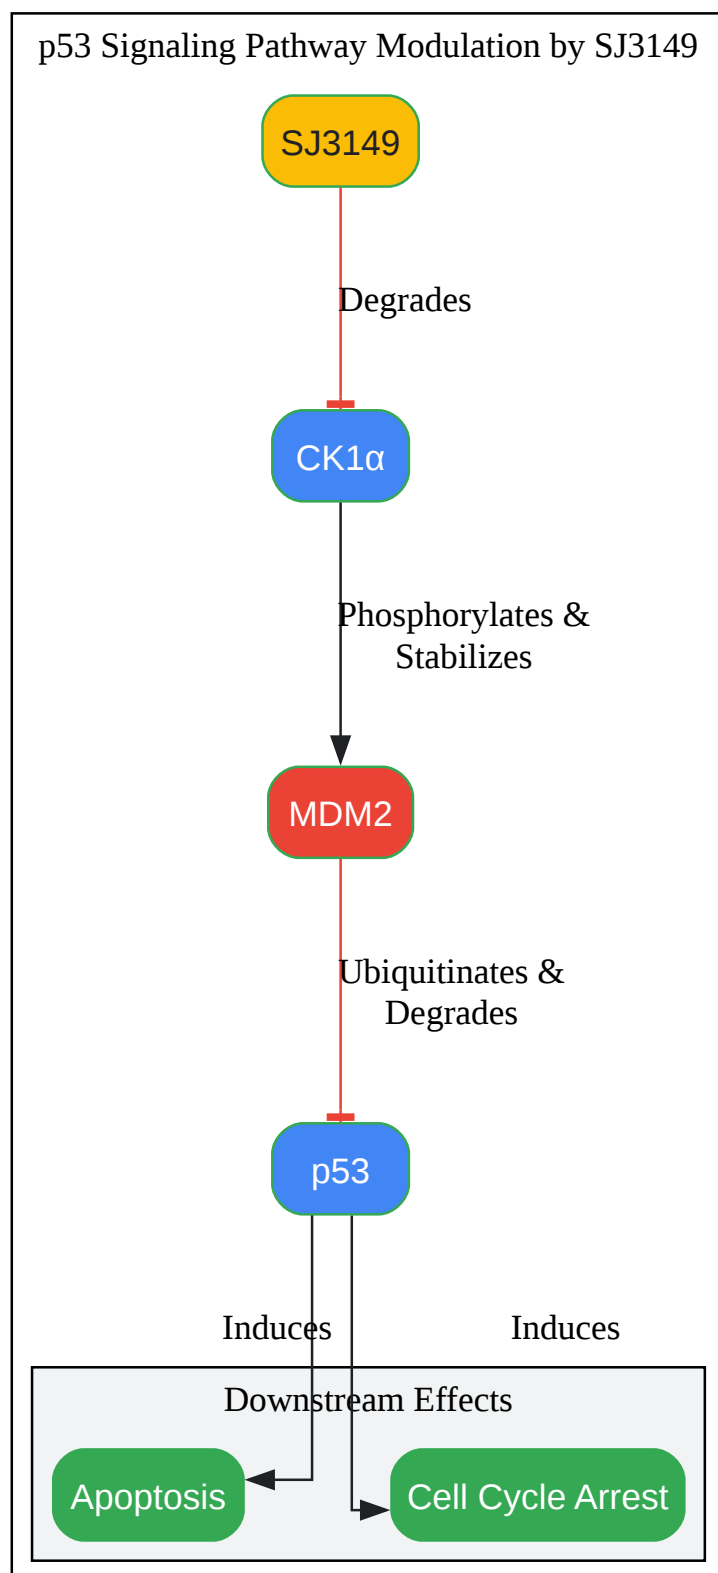 p53 Signaling Pathway Modulation by SJ3149
SJ3149
Degrades
CK1α
Phosphorylates &
Stabilizes
MDM2
Ubiquitinates &
Degrades
p53
Induces
Induces
Downstream Effects
Apoptosis
Cell Cycle Arrest